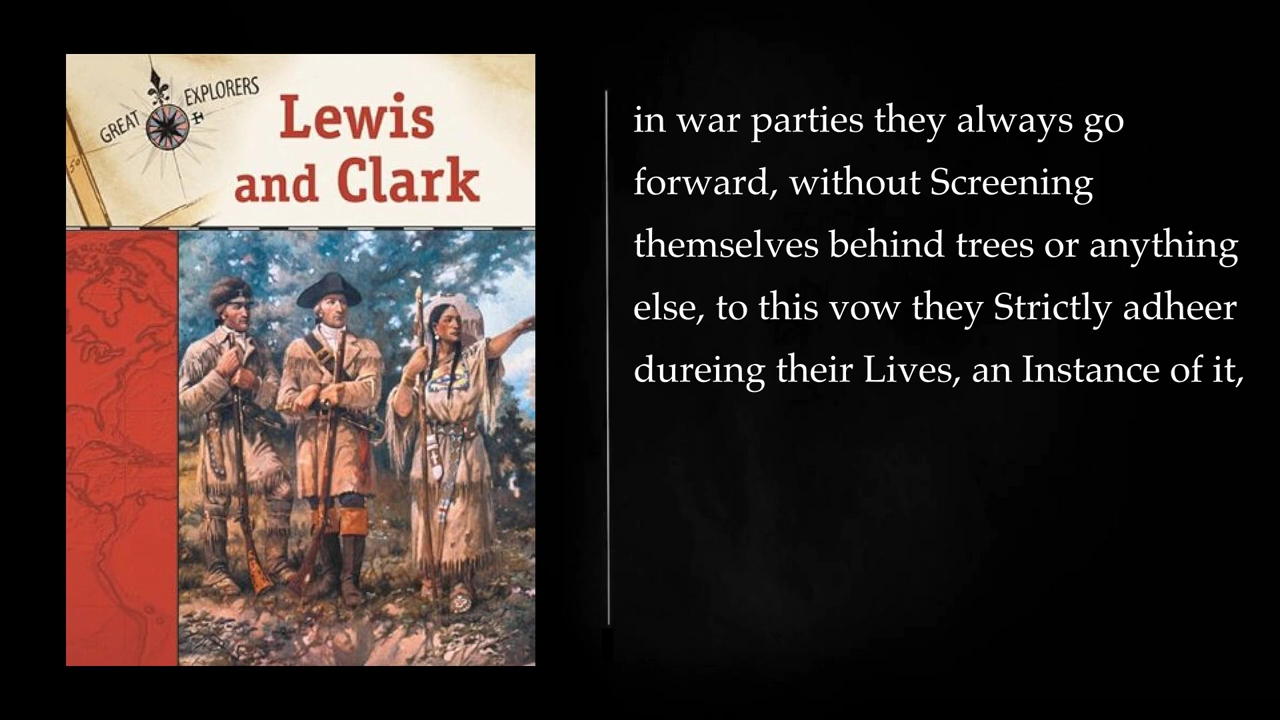 GREAT EXPLORERS
E
50
Lewis
and Clark
in war parties they always go
forward, without Screening
themselves behind trees or anything
else, to this vow they Strictly adheer
dureing their Lives, an Instance of it,